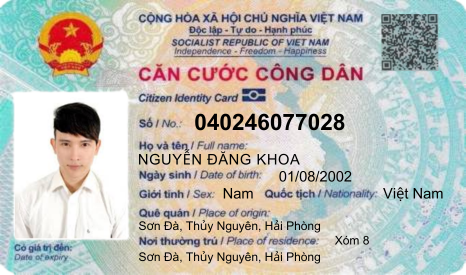 CỘNG HÒA XÃ HỘI CHỦ NGHĨA VIỆT NAM
Độc lập - Tự do - Hạnh phúc
SOCIALIST REPUBLIC OF VIET NAM
Independence - Freedom - Happiness
CĂN CƯỚC CÔNG DÂN
Citizen Identity Card
Số / No.: 040246077028
Họ và tên / Full name:
NGUYỄN ĐĂNG KHOA
Ngày sinh / Date of birth: 01/08/2002
Giới tính / Sex: Nam Quốc tịch / Nationality: Việt Nam
Quê quán / Place of origin:
Sơn Đà, Thủy Nguyên, Hải Phòng
Nơi thường trú / Place of residence: Xóm 8
Sơn Đà, Thủy Nguyên, Hải Phòng
Có giá trị đến:
Date of expiry